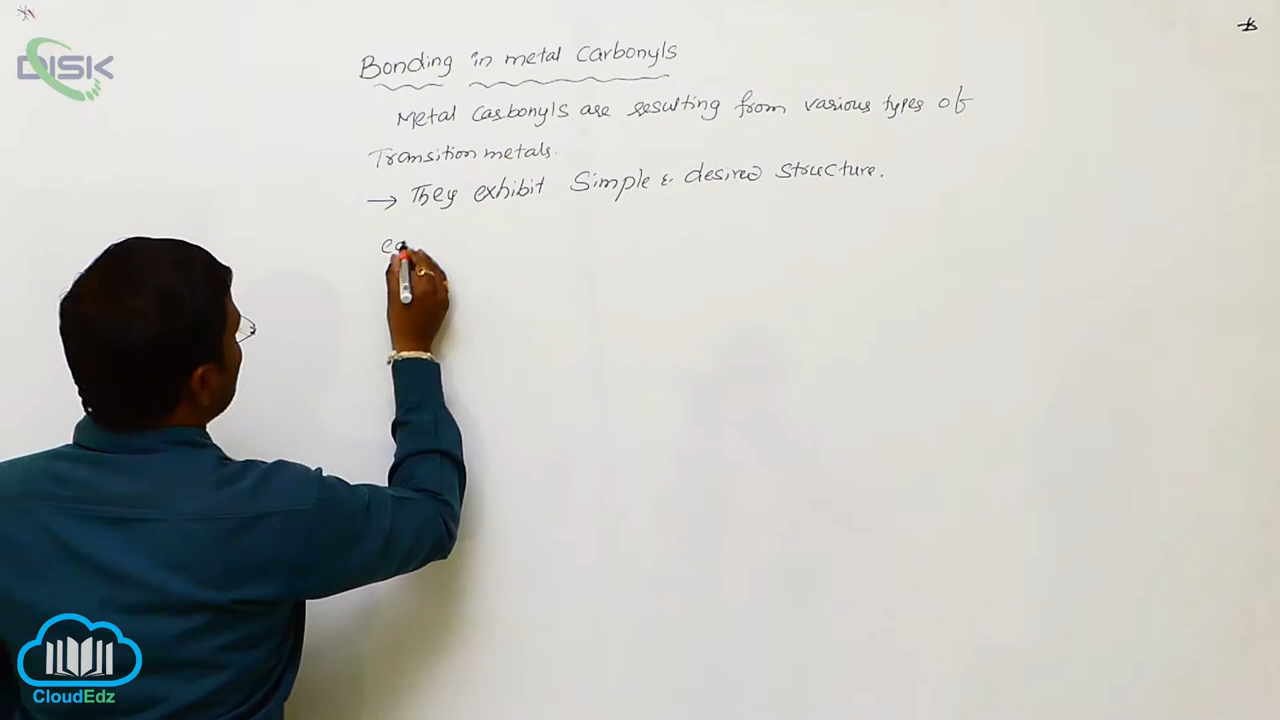 DISK
Bonding in metal carbonyls
Metal carbonyls are resulting from various types of
Transition metals.
→ They exhibit simple & desired structure.
CloudEdz